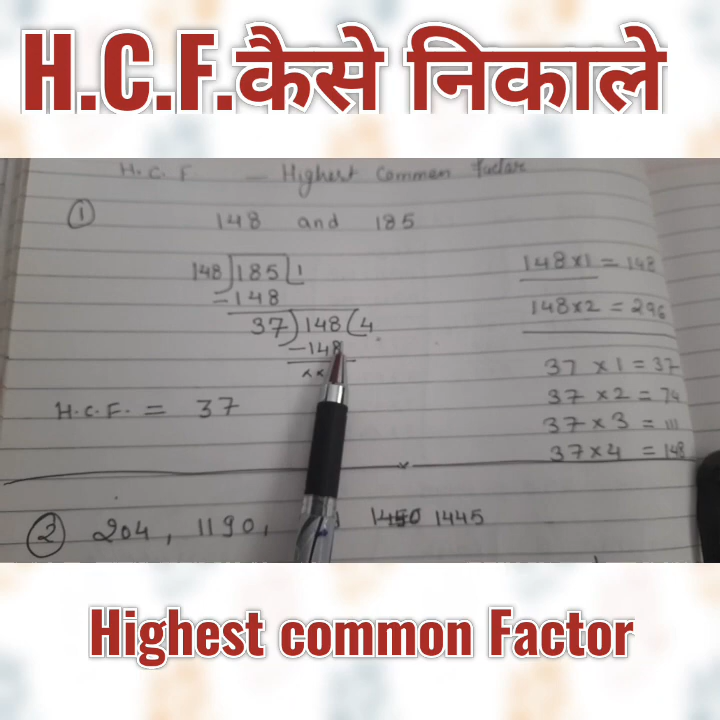 H.C.F.कैसे निकाले
H.C.F — Highest Common Factor
① 148 and 185
148)185(1
-148
37)148(4
-148
xx
148×1 = 148
148×2 = 296
37 × 1 = 37
37 × 2 = 74
37 × 3 = 111
37×4 = 148
H.C.F. = 37
② 204, 1190, 1445
Highest common Factor